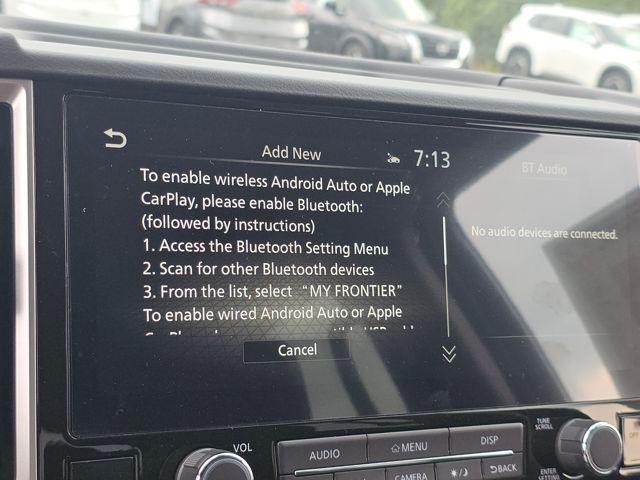 Add New
7:13
BT Audio
To enable wireless Android Auto or Apple
CarPlay, please enable Bluetooth:
(followed by instructions)
1. Access the Bluetooth Setting Menu
2. Scan for other Bluetooth devices
3. From the list, select “MY FRONTIER”
To enable wired Android Auto or Apple
No audio devices are connected.
Cancel
VOL
AUDIO
MENU
DISP
TUNE
SCROLL
CAMERA
BACK
ENTER
SETTING
OFF